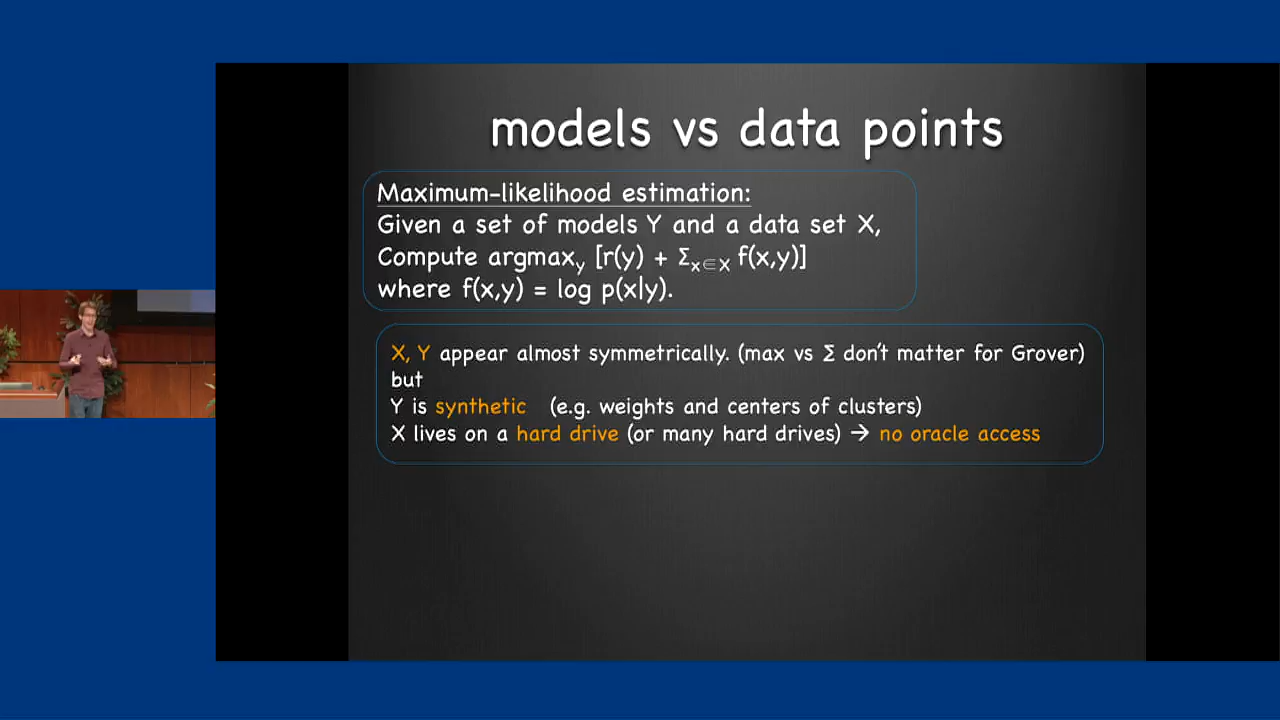 models vs data points
Maximum-likelihood estimation:
Given a set of models Y and a data set X,
Compute argmaxᵧ [r(y) + Σₓ∈X f(x,y)]
where f(x,y) = log p(x|y).
X, Y appear almost symmetrically. (max vs Σ don't matter for Grover)
but
Y is synthetic (e.g. weights and centers of clusters)
X lives on a hard drive (or many hard drives) → no oracle access